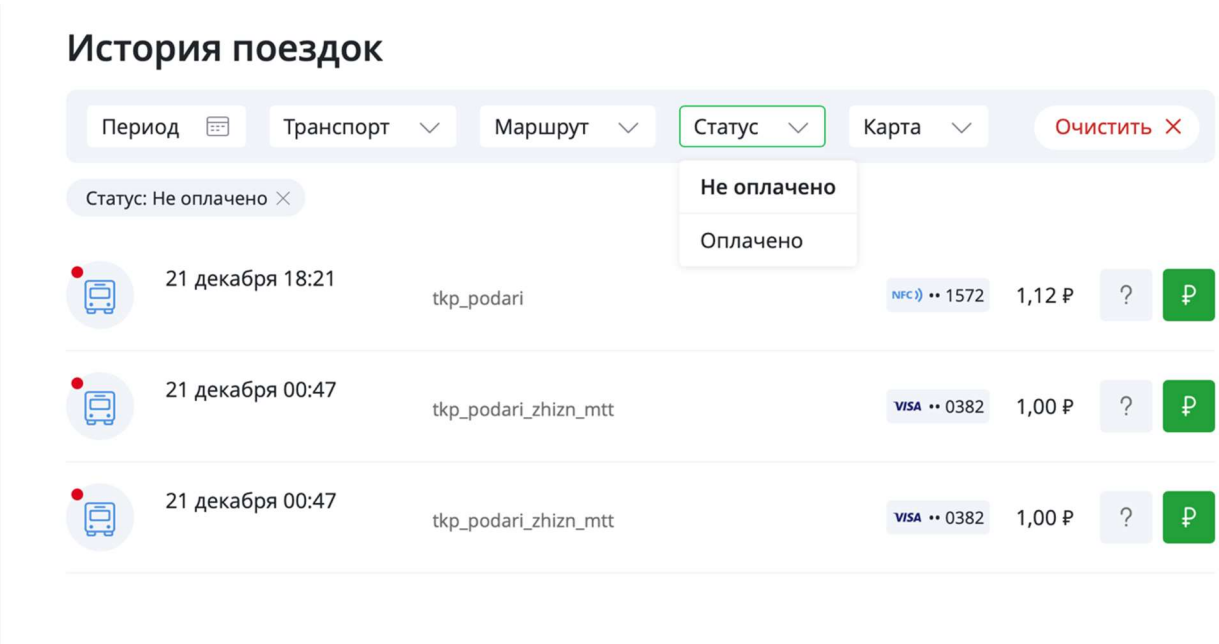 История поездок
Период Транспорт Маршрут Статус Карта Очистить
Статус: Не оплачено
Не оплачено
Оплачено
21 декабря 18:21 tkp_podari NFC •• 1572 1,12 ₽ ? ₽
21 декабря 00:47 tkp_podari_zhizn_mtt VISA •• 0382 1,00 ₽ ? ₽
21 декабря 00:47 tkp_podari_zhizn_mtt VISA •• 0382 1,00 ₽ ? ₽